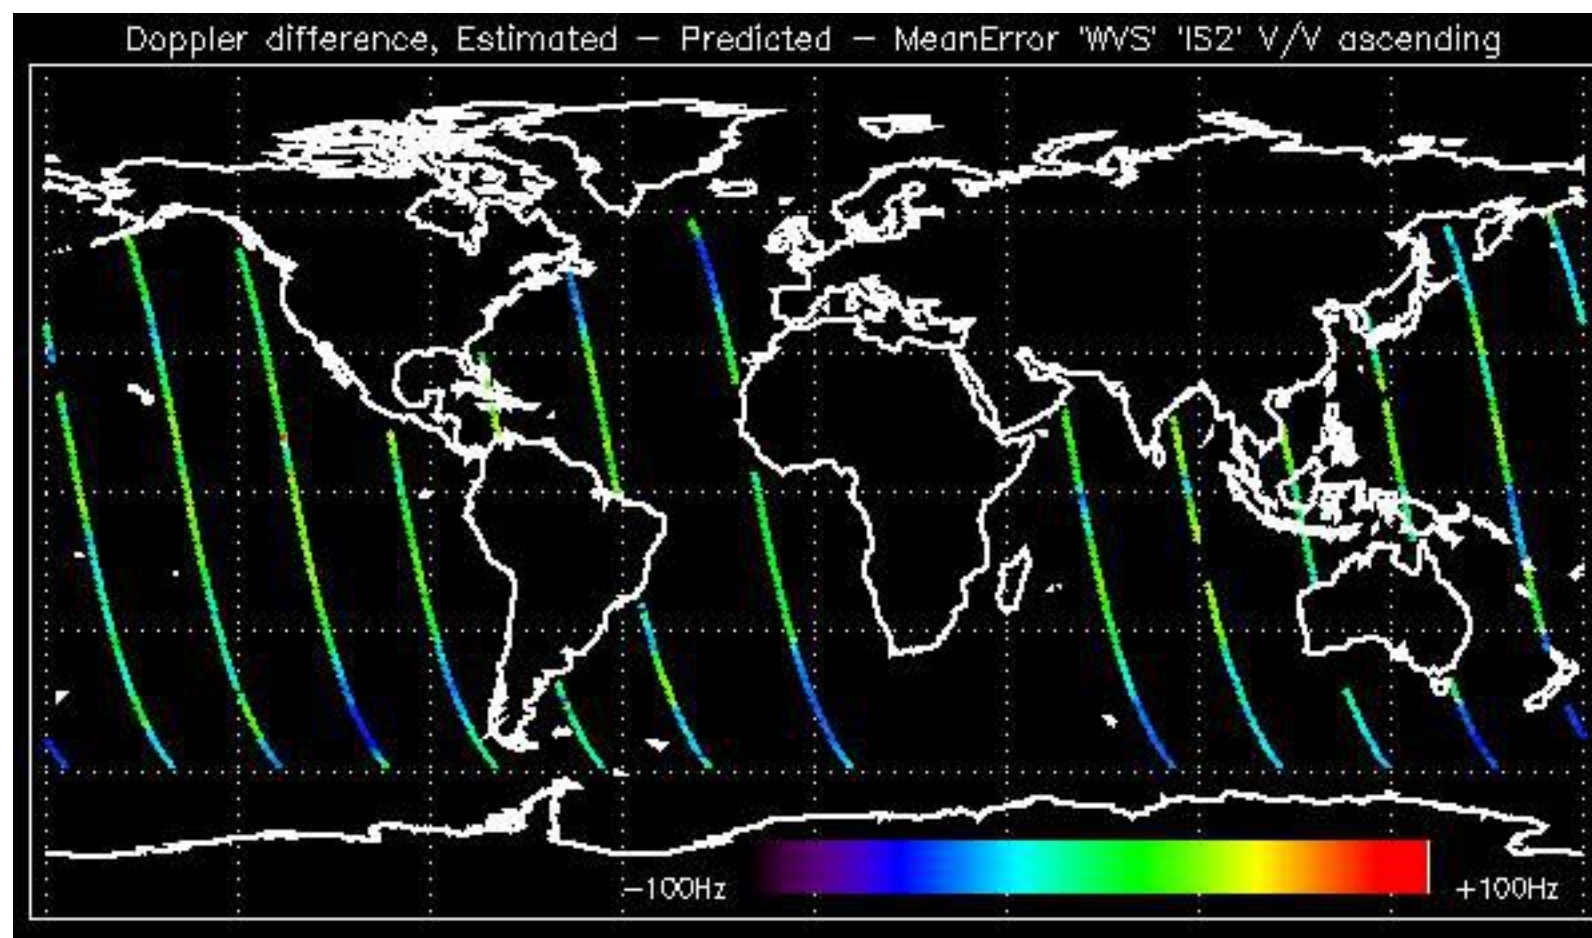 Doppler difference, Estimated – Predicted – MeanError 'WVS' 'IS2' V/V ascending
−100Hz +100Hz